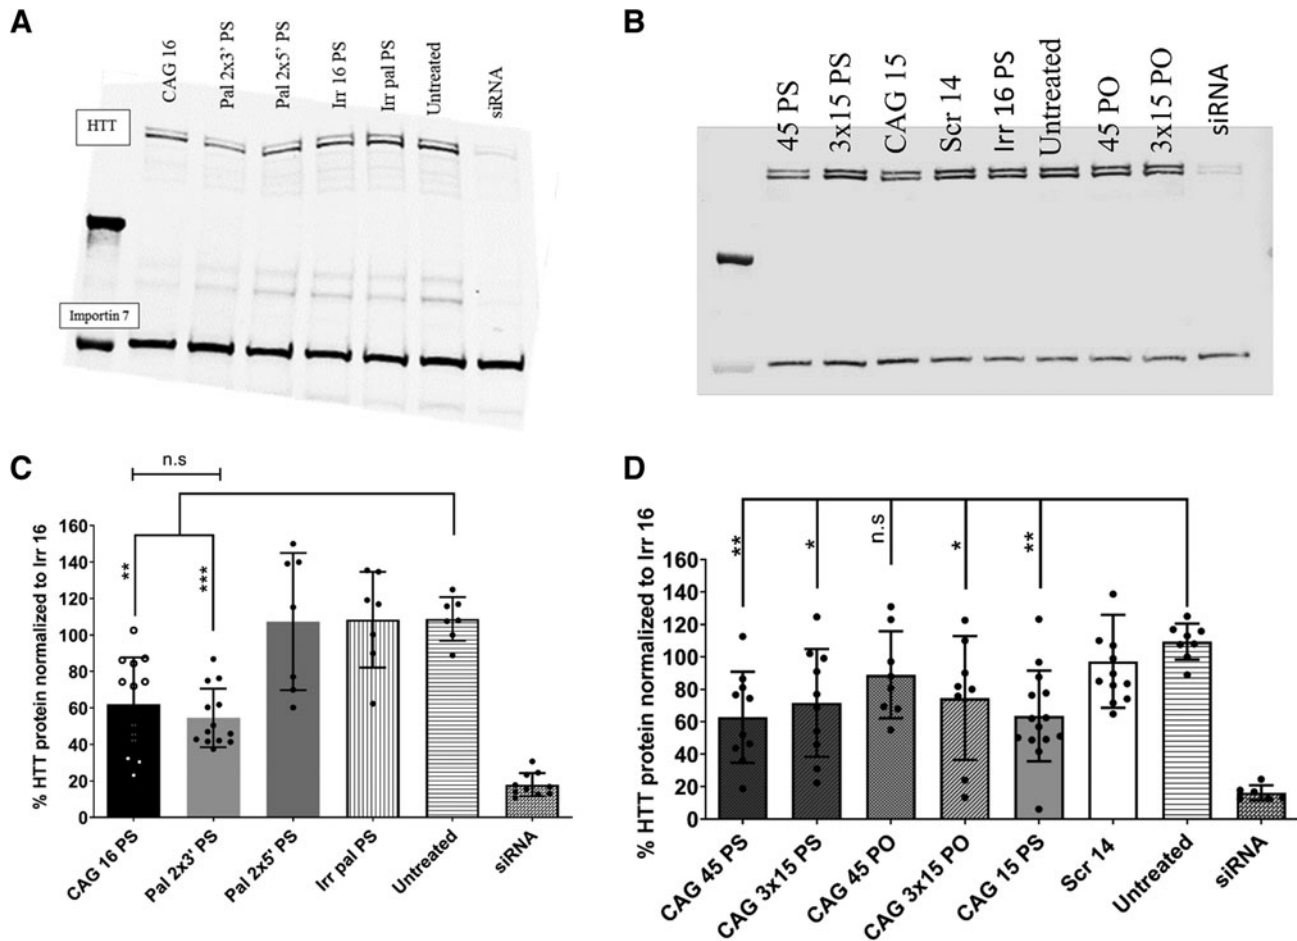 A
CAG 16
Pal 2x3' PS
Pal 2x5' PS
Irr 16 PS
Irr pal PS
Untreated
siRNA
HTT
Importin 7
B
45 PS
3x15 PS
CAG 15
Scr 14
Irr 16 PS
Untreated
45 PO
3x15 PO
siRNA
C
n.s
**
***
% HTT protein normalized to Irr 16
160
140
120
100
80
60
40
20
0
CAG 16 PS
Pal 2x3' PS
Pal 2x5' PS
Irr pal PS
Untreated
siRNA
D
**
*
n.s
*
**
% HTT protein normalized to Irr 16
160
140
120
100
80
60
40
20
0
CAG 45 PS
CAG 3x15 PS
CAG 45 PO
CAG 3x15 PO
CAG 15 PS
Scr 14
Untreated
siRNA